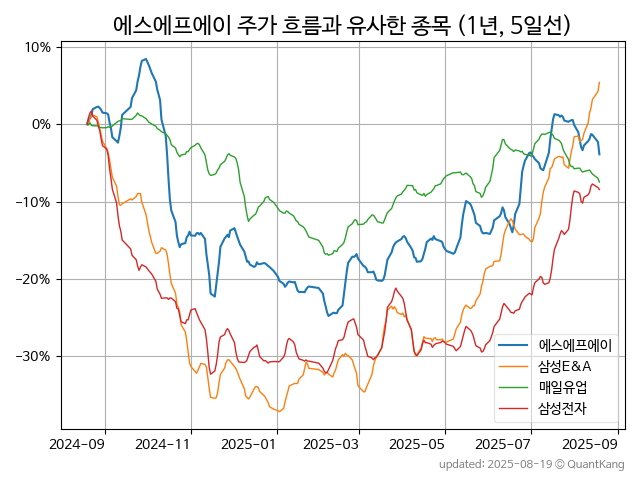 에스에프에이 주가 흐름과 유사한 종목 (1년, 5일선)
10%
0%
−10%
−20%
−30%
에스에프에이
삼성E&A
매일유업
삼성전자
2024-09 2024-11 2025-01 2025-03 2025-05 2025-07 2025-09
updated: 2025-08-19 © QuantKang